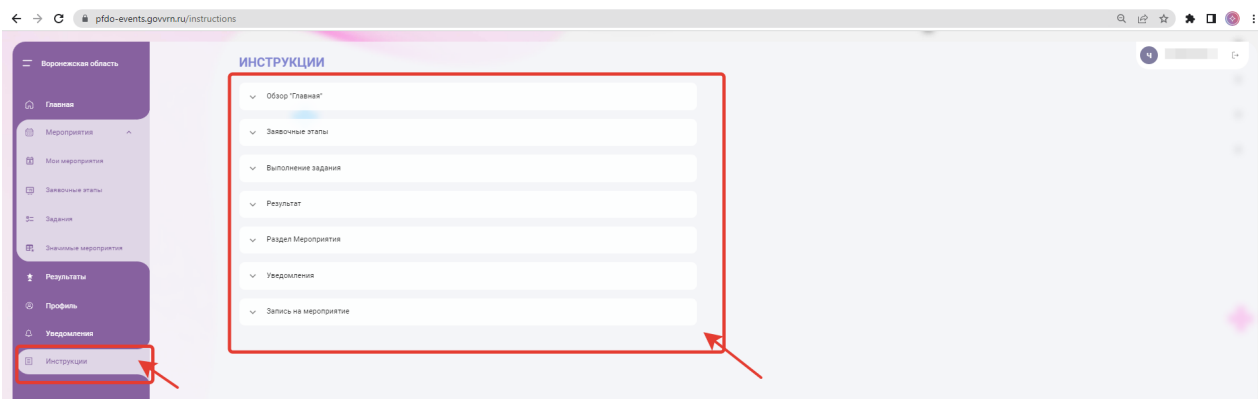 pfdo-events.govvrn.ru/instructions
Воронежская область
Главная
Мероприятия
Мои мероприятия
Заявочные этапы
Задания
Значимые мероприятия
Результаты
Профиль
Уведомления
Инструкции
ИНСТРУКЦИИ
Обзор "Главная"
Заявочные этапы
Выполнение задания
Результат
Раздел Мероприятия
Уведомления
Запись на мероприятие
Ч